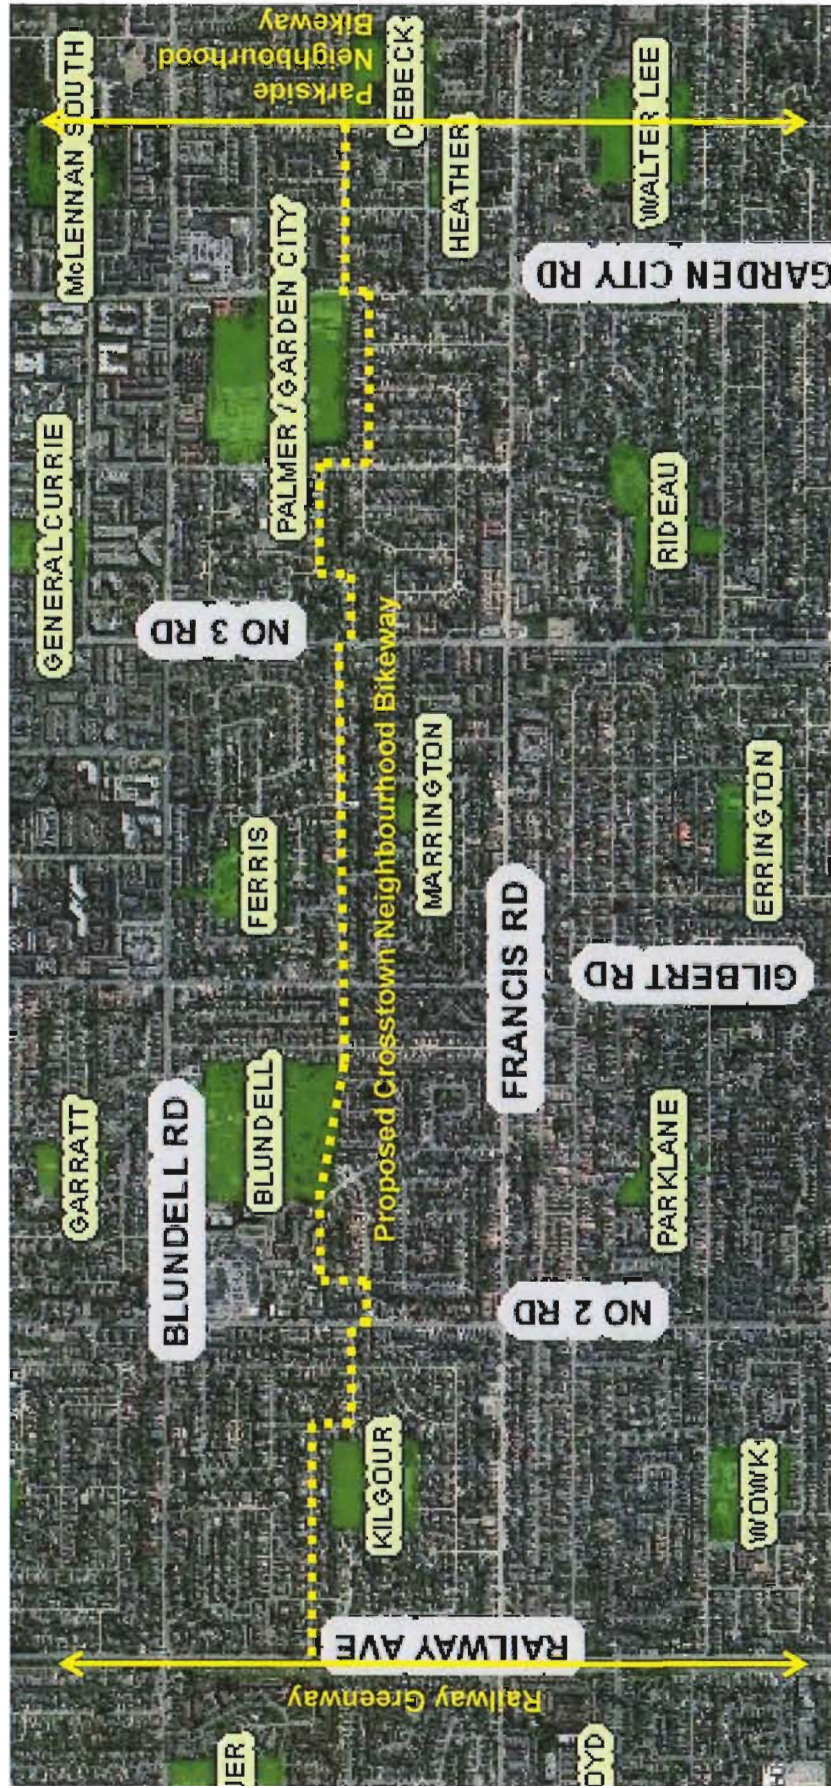 McLENNAN SOUTH
GENERAL CURRIE
GARRATT
BLUNDELL RD
NO 3 RD
PALMER / GARDEN CITY
FERRIS
BLUNDELL
Parkside
Neighbourhood
Bikeway
DEBECK
HEATHER
Proposed Crosstown Neighbourhood Bikeway
MARRINGTON
KILGOUR
RAILWAY AVE
Railway Greenway
FRANCIS RD
GARDEN CITY RD
GILBERT RD
NO 2 RD
WALTER LEE
RIDEAU
PARKLANE
ERRINGTON
WOWK